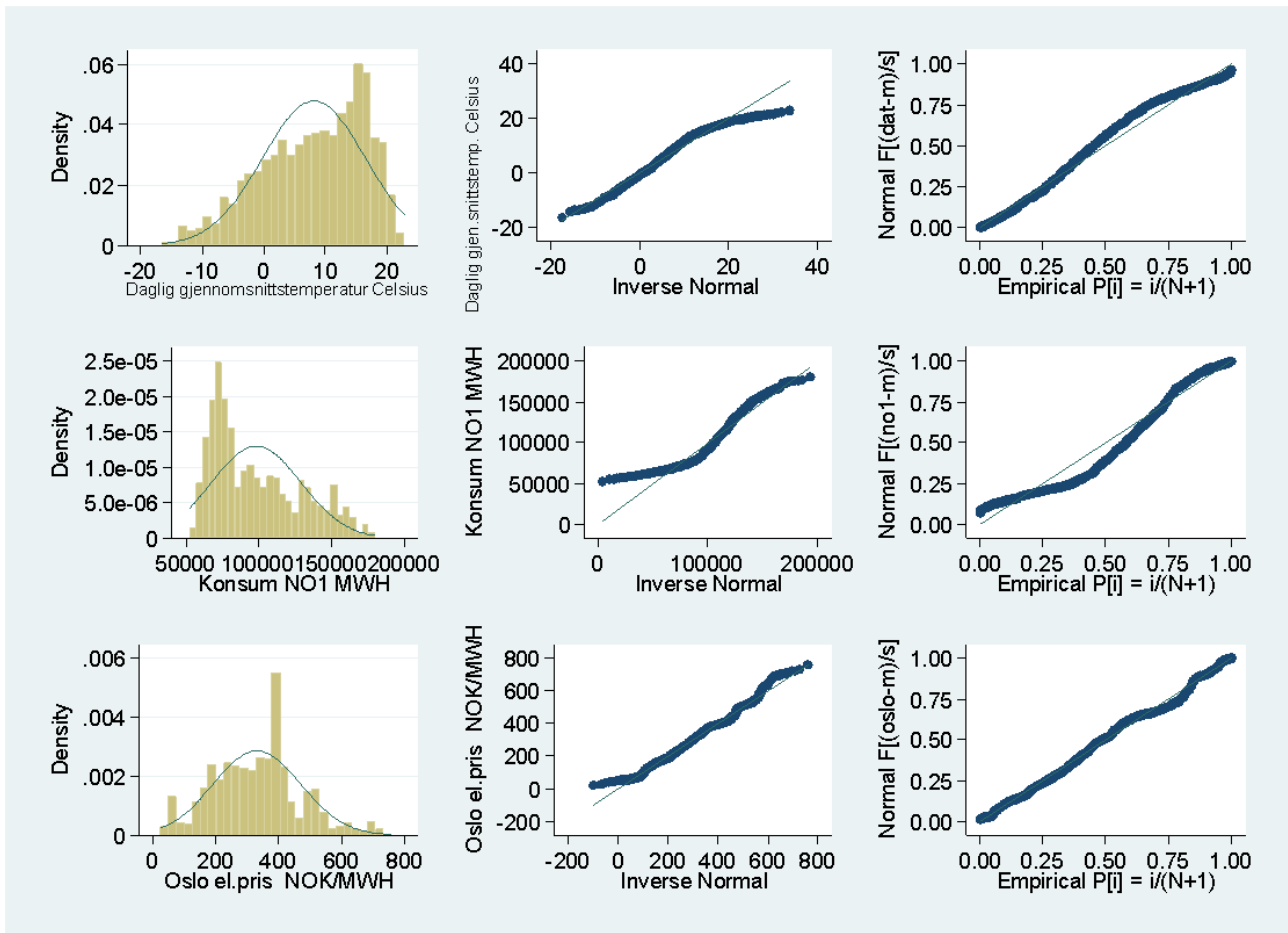 Density
.06
.04
.02
0
-20 -10 0 10 20
Daglig gjennomsnittstemperatur Celsius
Daglig gjen.snittstemp. Celsius
40
20
0
-20
-20 0 20 40
Inverse Normal
Normal F[(dat-m)/s]
1.00
0.75
0.50
0.25
0.00
0.00 0.25 0.50 0.75 1.00
Empirical P[i] = i/(N+1)
Density
2.5e-05
2.0e-05
1.5e-05
1.0e-05
5.0e-06
0
50000 100000 150000 200000
Konsum NO1 MWH
Konsum NO1 MWH
200000
150000
100000
50000
0
0 100000 200000
Inverse Normal
Normal F[(no1-m)/s]
1.00
0.75
0.50
0.25
0.00
0.00 0.25 0.50 0.75 1.00
Empirical P[i] = i/(N+1)
Density
.006
.004
.002
0
0 200 400 600 800
Oslo el.pris NOK/MWH
Oslo el.pris NOK/MWH
800
600
400
200
0
-200
-200 0 200 400 600 800
Inverse Normal
Normal F[(oslo-m)/s]
1.00
0.75
0.50
0.25
0.00
0.00 0.25 0.50 0.75 1.00
Empirical P[i] = i/(N+1)